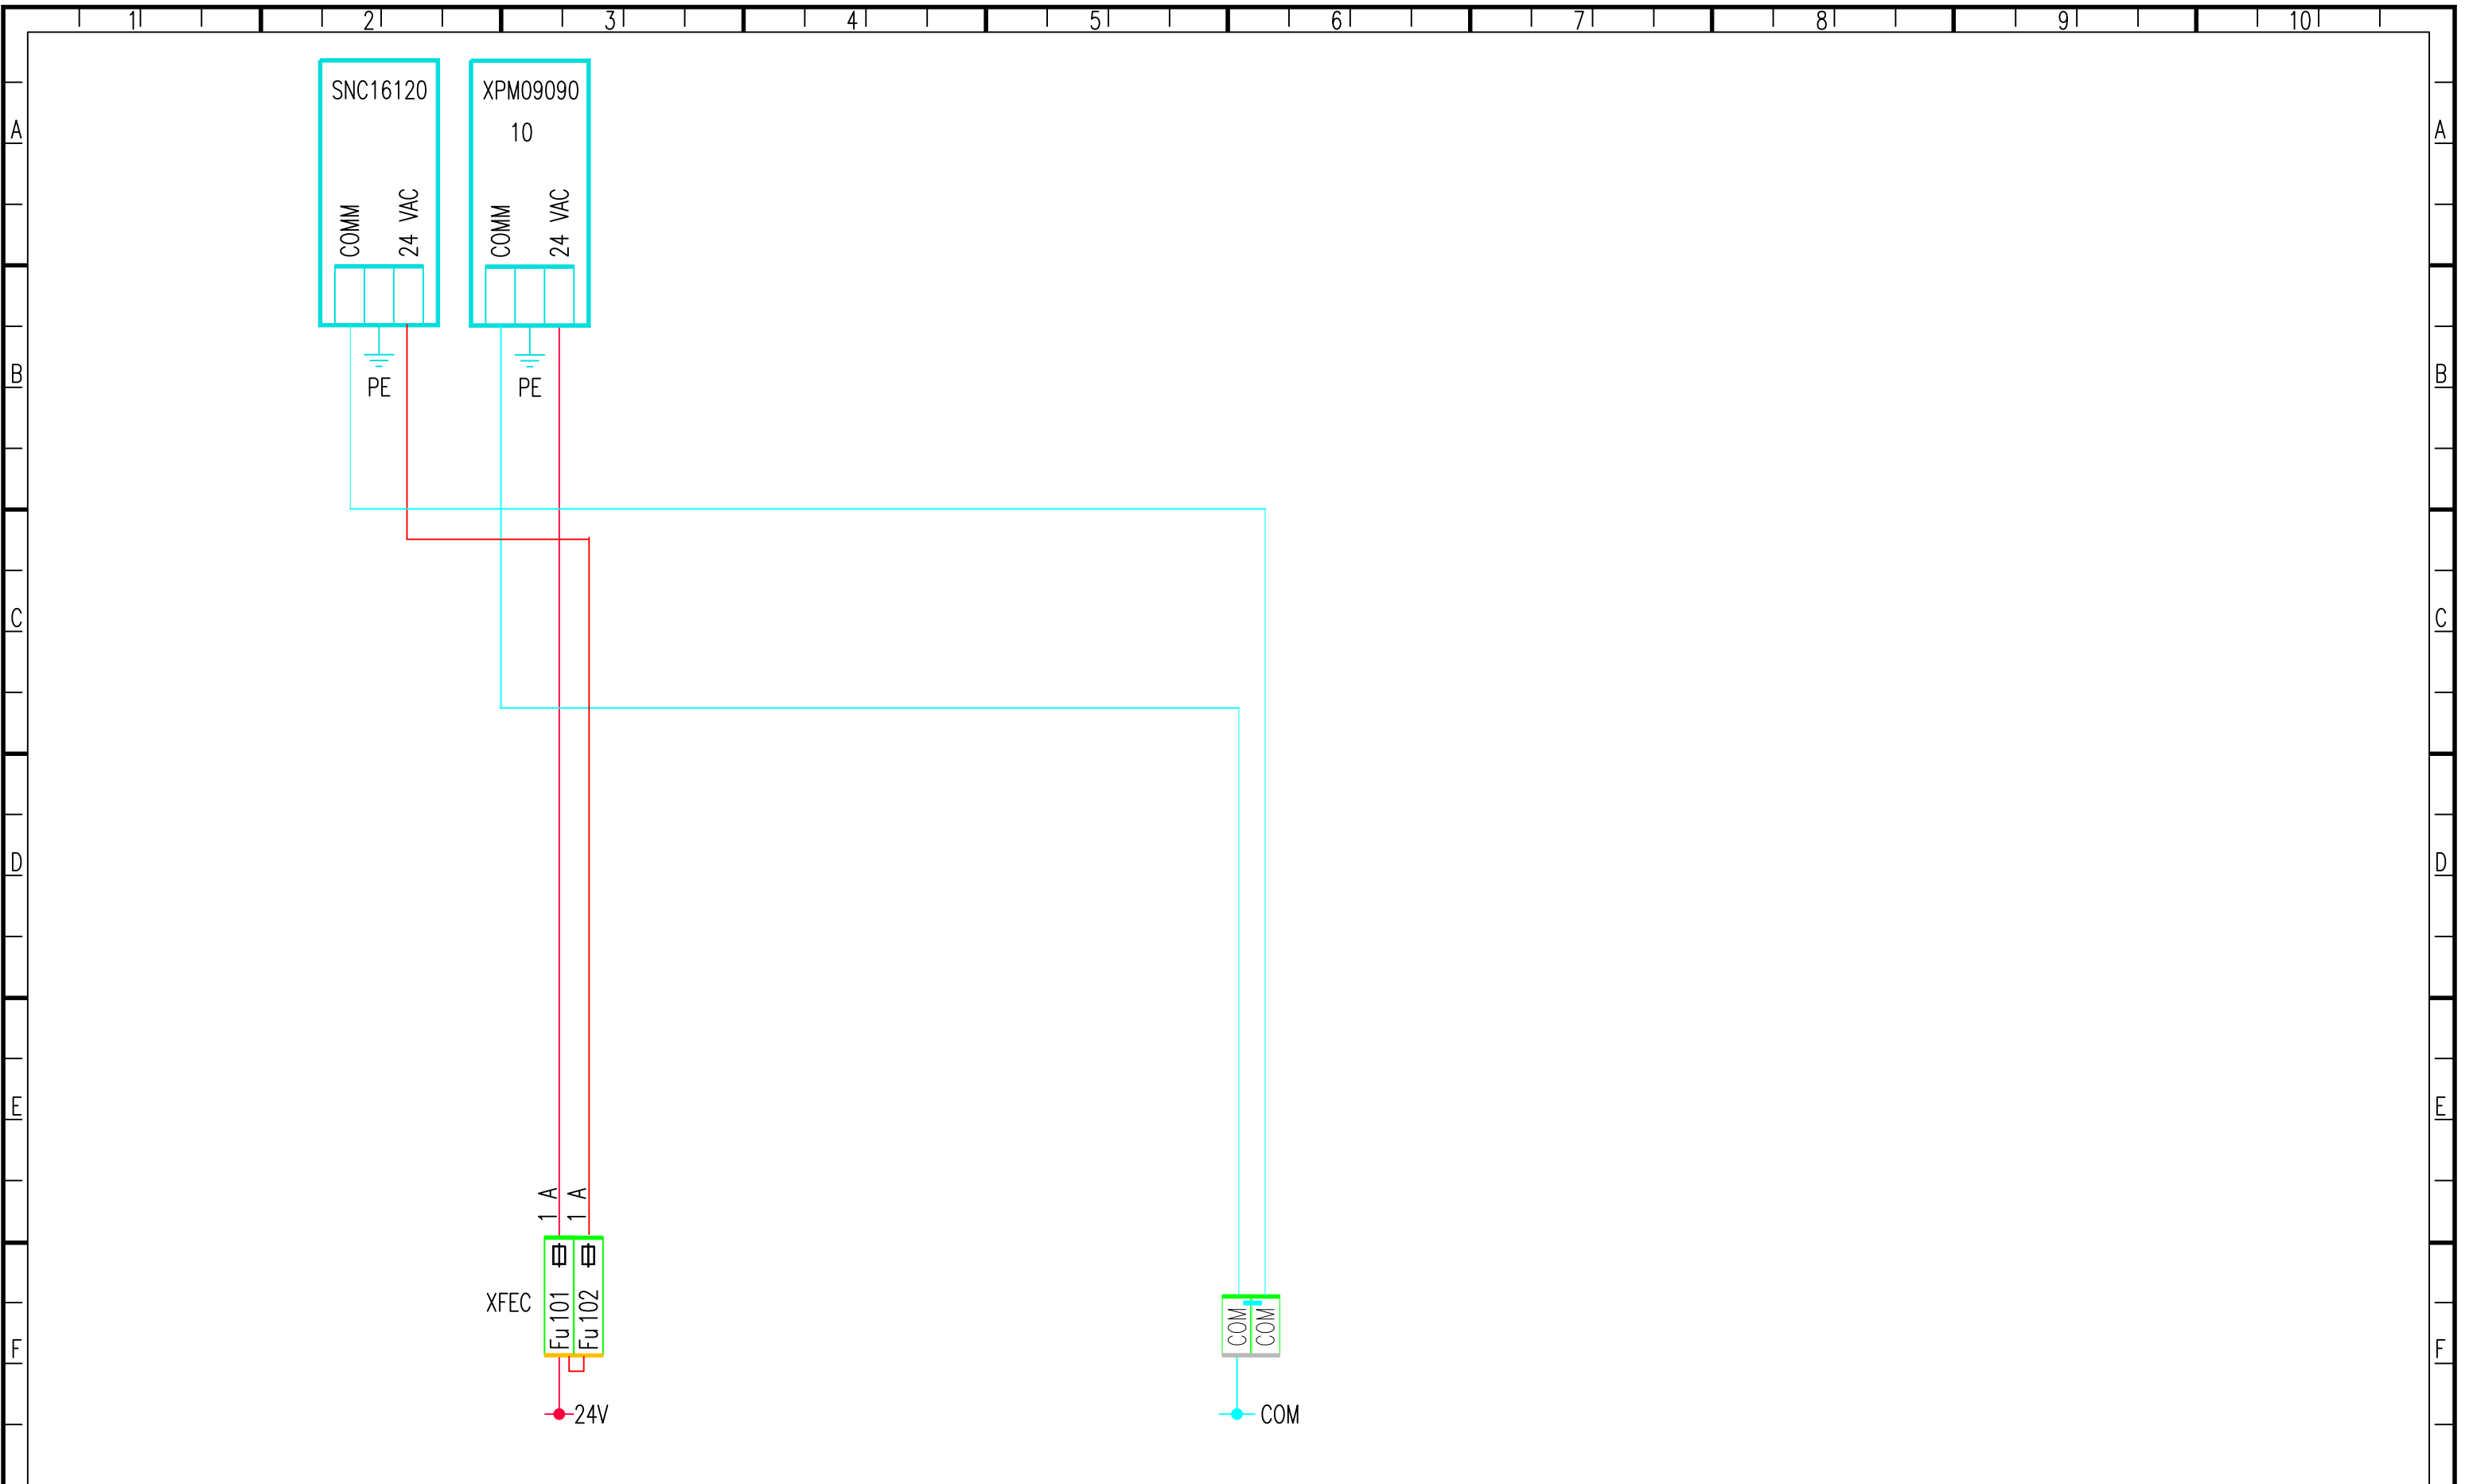 1 2 3 4 5 6 7 8 9 10
SNC16120 XPM09090
10
A A
COMM 24 VAC COMM 24 VAC
B B
PE PE
C C
D D
E E
1 A 1 A
XFEC Fu101 Fu102 COM COM
F F
24V COM